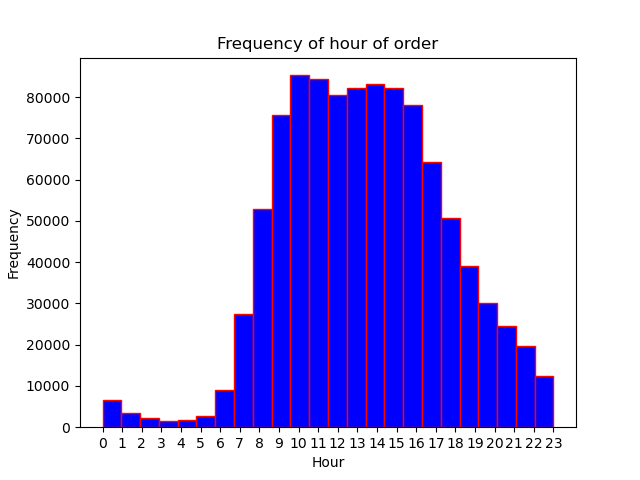 Frequency of hour of order
80000
70000
60000
50000
40000
30000
20000
10000
0
Frequency
0 1 2 3 4 5 6 7 8 9 10 11 12 13 14 15 16 17 18 19 20 21 22 23
Hour